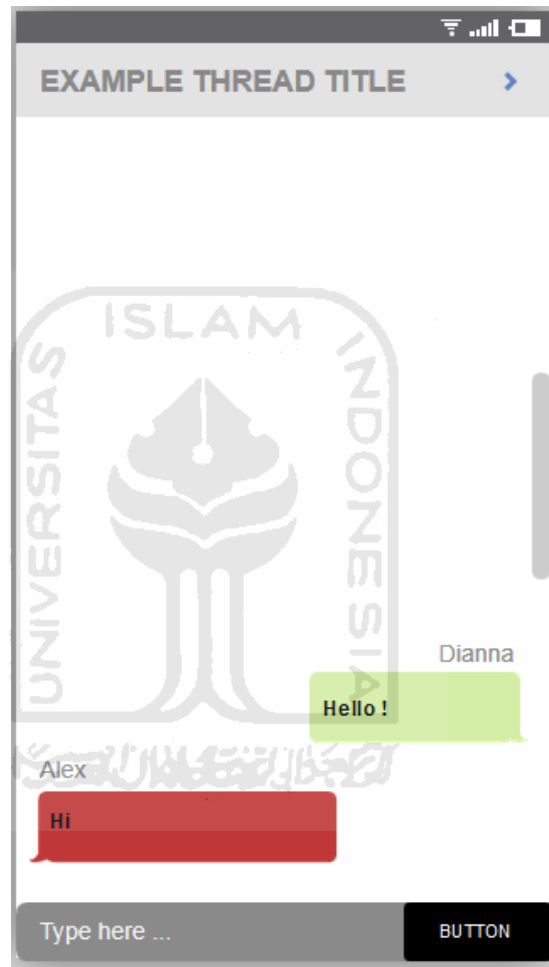 EXAMPLE THREAD TITLE
UNIVERSITAS ISLAM INDONESIA
Dianna
Hello !
Alex
Hi
Type here ...
BUTTON